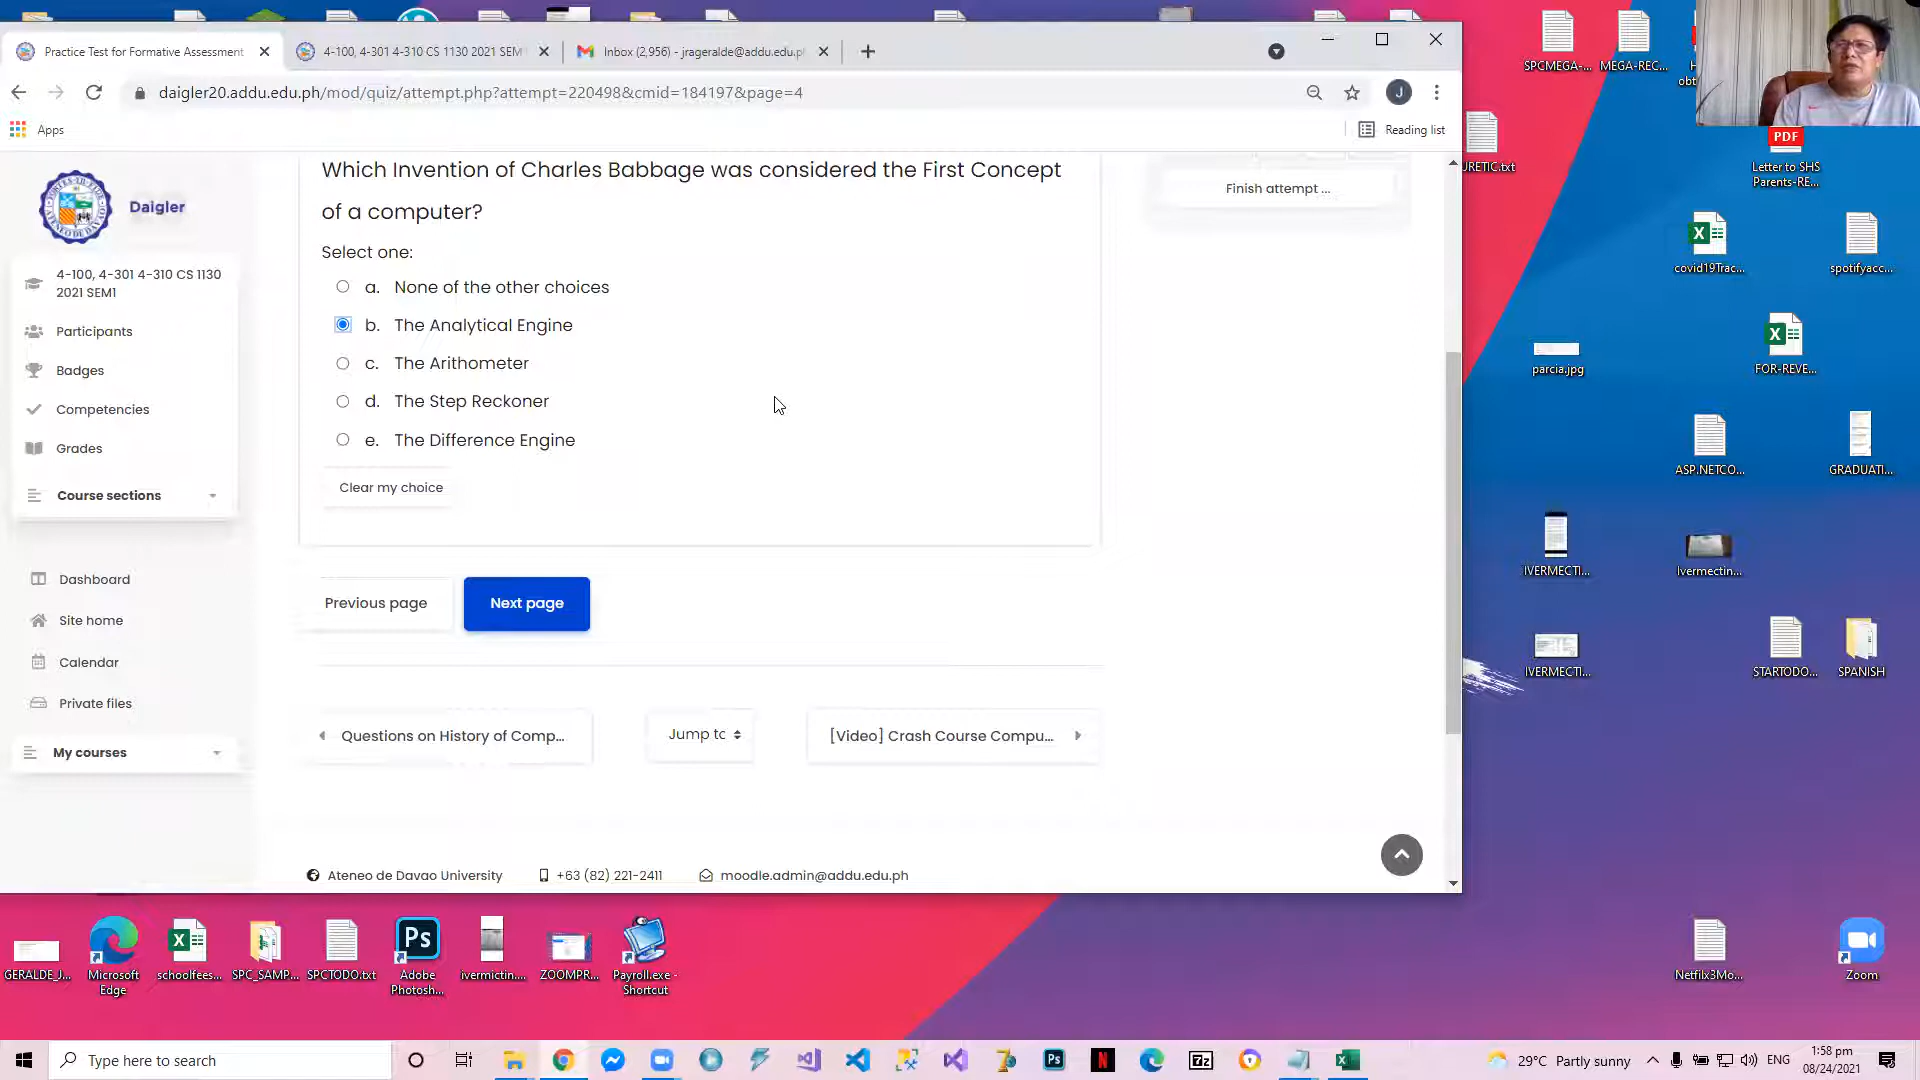 Practice Test for Formative Assessment
4-100, 4-301 4-310 CS 1130 2021 SEM
Inbox (2,956) - jrageralde@addu.edu.p
daigler20.addu.edu.ph/mod/quiz/attempt.php?attempt=220498&cmid=184197&page=4
J
Apps
Reading list
Daigler
4-100, 4-301 4-310 CS 1130
2021 SEM1
Participants
Badges
Competencies
Grades
Course sections
Dashboard
Site home
Calendar
Private files
My courses
Which Invention of Charles Babbage was considered the First Concept
of a computer?
Select one:
a. None of the other choices
b. The Analytical Engine
c. The Arithometer
d. The Step Reckoner
e. The Difference Engine
Clear my choice
Finish attempt ...
Previous page
Next page
Questions on History of Comp...
Jump to
[Video] Crash Course Compu...
Ateneo de Davao University
+63 (82) 221-2411
moodle.admin@addu.edu.ph
SPCMEGA-...
MEGA-REC...
URETIC.txt
PDF
Letter to SHS
Parents-RE...
covid19Trac...
spotifyacc...
parcia.jpg
FOR-REVE...
ASP.NETCO...
GRADUATI...
IVERMECTI...
Ivermectin...
IVERMECTI...
STARTODO...
SPANISH
Netfilx3Mo...
Zoom
GERALDE_J...
Microsoft
Edge
schoolfees...
SPC_SAMP...
SPCTODO.txt
Ps
Adobe
Photosh...
ivermictin....
ZOOMPR...
Payroll.exe -
Shortcut
Type here to search
Ps
N
7z
29°C Partly sunny
ENG
1:58 pm
08/24/2021